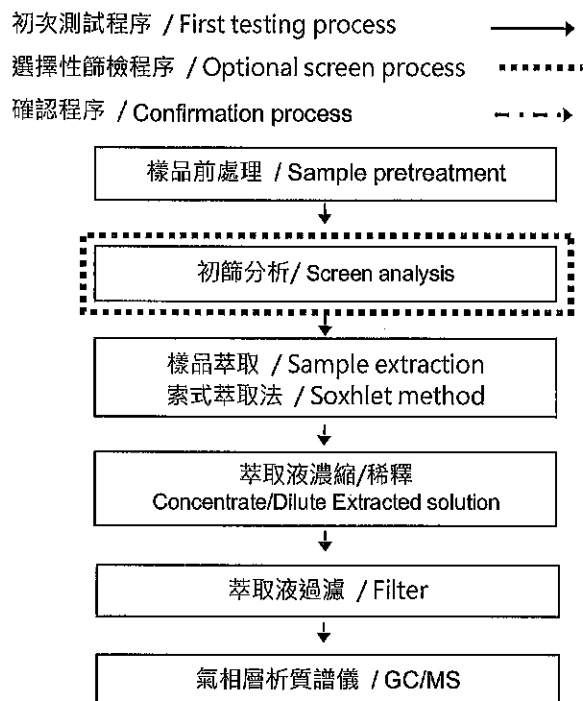 初次測試程序 / First testing process
選擇性篩檢程序 / Optional screen process
確認程序 / Confirmation process
樣品前處理 / Sample pretreatment
初篩分析/ Screen analysis
樣品萃取 / Sample extraction
索式萃取法 / Soxhlet method
萃取液濃縮/稀釋
Concentrate/Dilute Extracted solution
萃取液過濾 / Filter
氣相層析質譜儀 / GC/MS